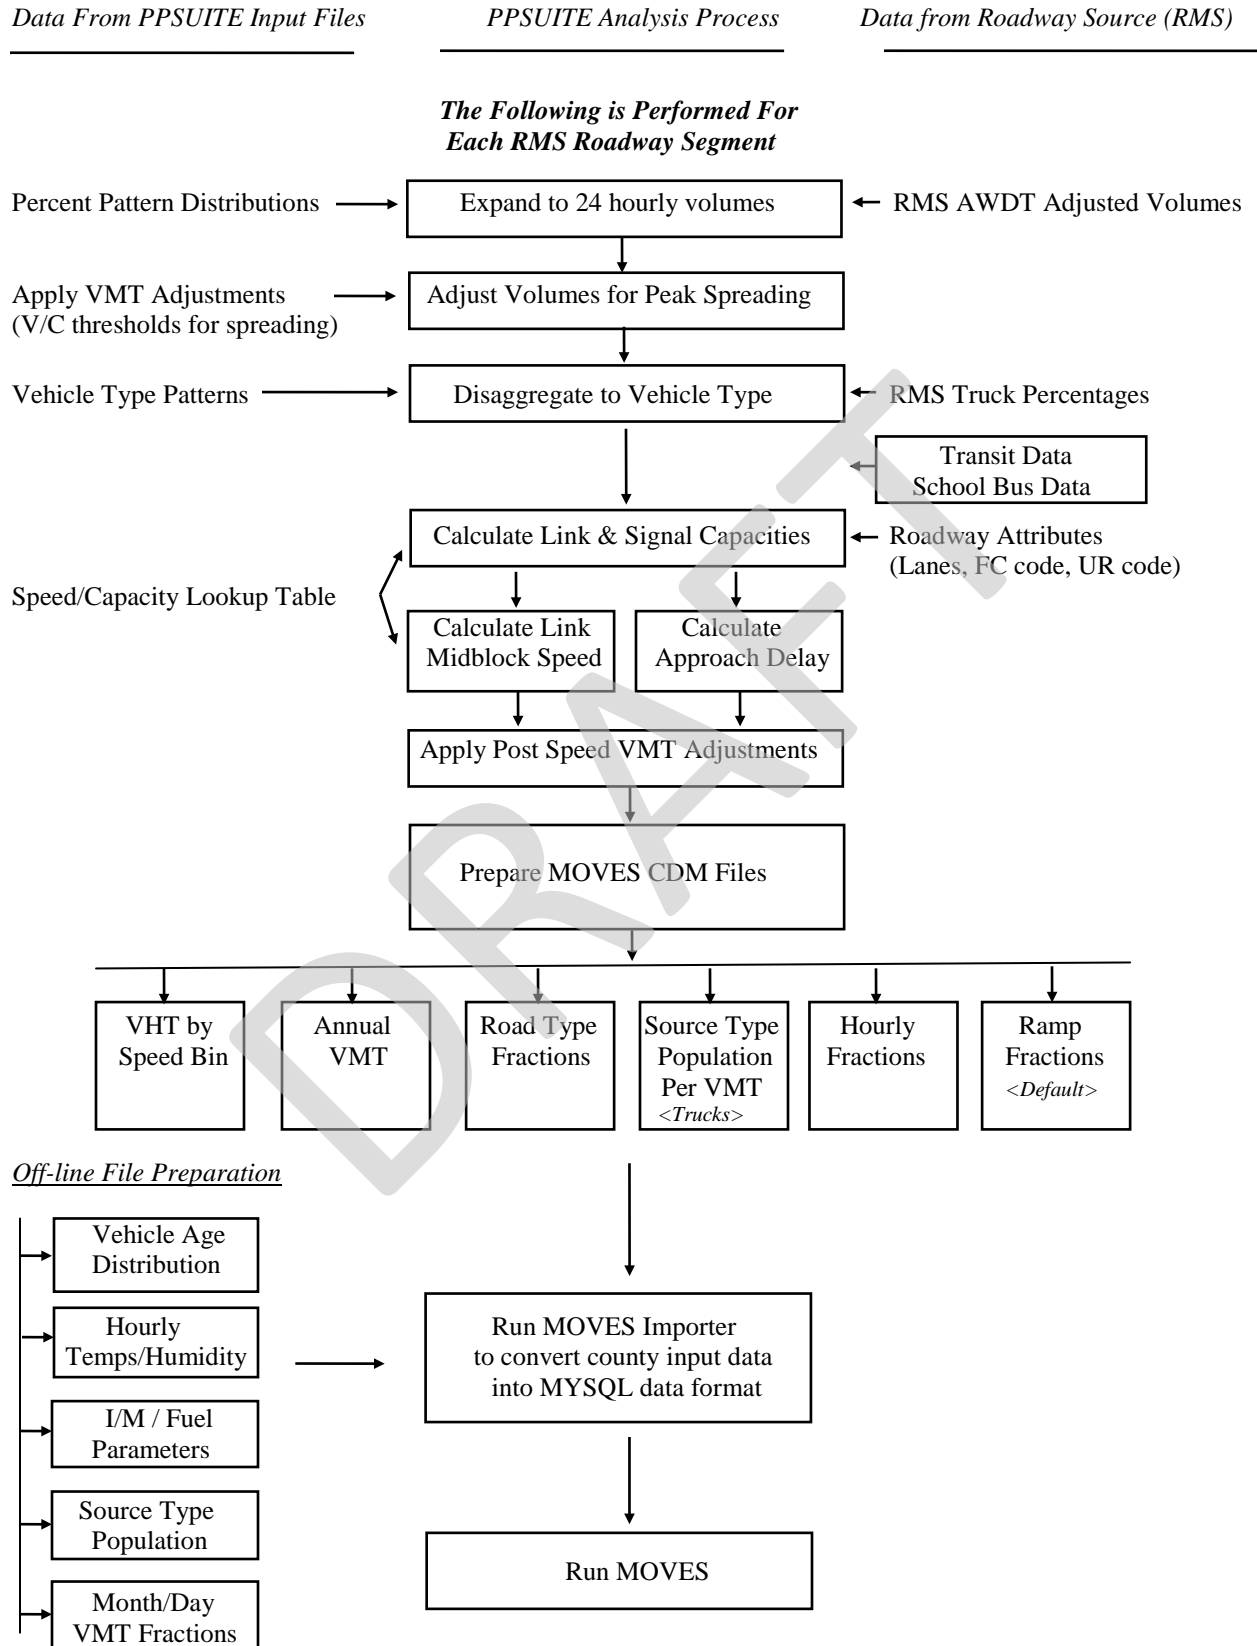 Data From PPSUITE Input Files
PPSUITE Analysis Process
Data from Roadway Source (RMS)
The Following is Performed For
Each RMS Roadway Segment
Percent Pattern Distributions
Expand to 24 hourly volumes
RMS AWDT Adjusted Volumes
Apply VMT Adjustments
(V/C thresholds for spreading)
Adjust Volumes for Peak Spreading
Vehicle Type Patterns
Disaggregate to Vehicle Type
RMS Truck Percentages
Transit Data
School Bus Data
Calculate Link & Signal Capacities
Roadway Attributes
(Lanes, FC code, UR code)
Speed/Capacity Lookup Table
Calculate Link
Midblock Speed
Calculate
Approach Delay
Apply Post Speed VMT Adjustments
Prepare MOVES CDM Files
VHT by
Speed Bin
Annual
VMT
Road Type
Fractions
Source Type
Population
Per VMT
<Trucks>
Hourly
Fractions
Ramp
Fractions
<Default>
Off-line File Preparation
Vehicle Age
Distribution
Hourly
Temps/Humidity
I/M / Fuel
Parameters
Source Type
Population
Month/Day
VMT Fractions
Run MOVES Importer
to convert county input data
into MYSQL data format
Run MOVES
DRAFT